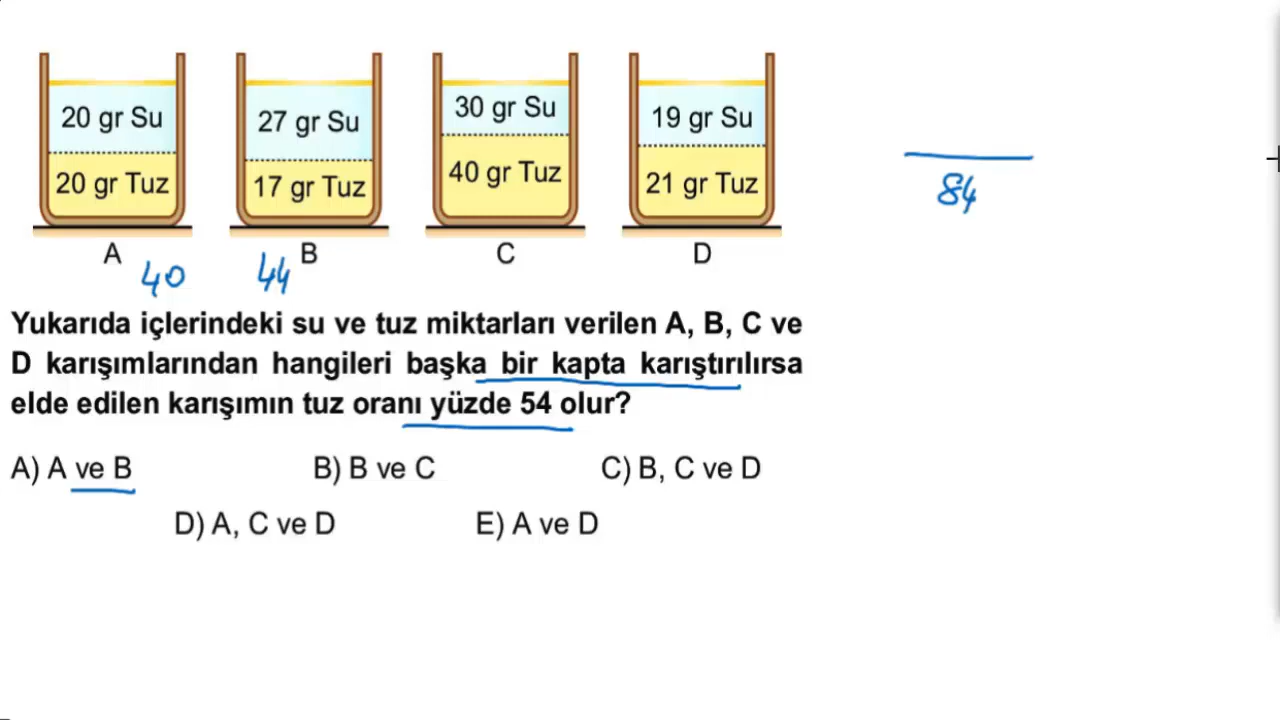 20 gr Su
20 gr Tuz
27 gr Su
17 gr Tuz
30 gr Su
40 gr Tuz
19 gr Su
21 gr Tuz
84
A B C D
40 44
Yukarıda içlerindeki su ve tuz miktarları verilen A, B, C ve
D karışımlarından hangileri başka bir kapta karıştırılırsa
elde edilen karışımın tuz oranı yüzde 54 olur?
A) A ve B B) B ve C C) B, C ve D
D) A, C ve D E) A ve D